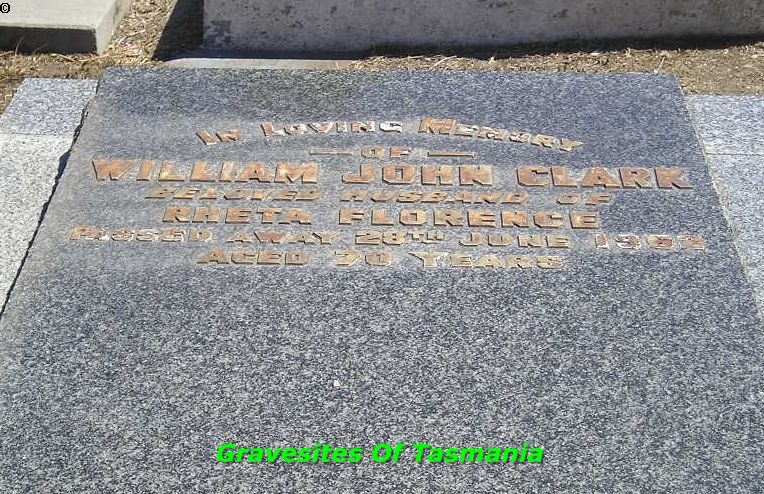 ©
In Loving Memory
— OF —
WILLIAM JOHN CLARK
BELOVED HUSBAND OF
RHETA FLORENCE
PASSED AWAY 28TH JUNE
AGED 70 YEARS
Gravesites Of Tasmania